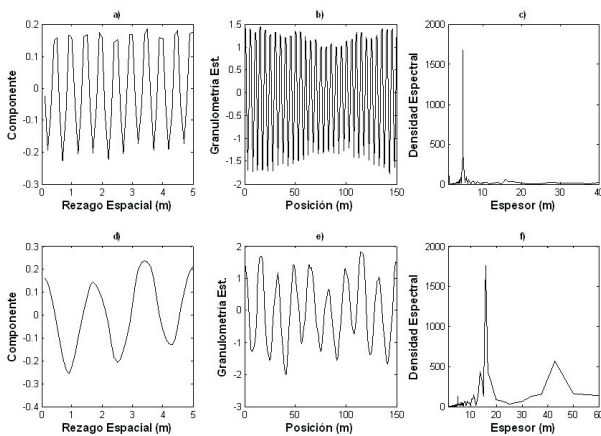 a)
b)
c)
0.2
0.1
0
-0.1
-0.2
-0.3
0 1 2 3 4 5
Componente
Rezago Espacial (m)
1.5
1
0.5
0
-0.5
-1
-1.5
-2
0 50 100 150
Granulometria Est.
Posición (m)
2000
1500
1000
500
0
0 10 20 30 40
Densidad Espectral
Espesor (m)
d)
e)
f)
0.3
0.2
0.1
0
-0.1
-0.2
-0.3
-0.4
0 1 2 3 4 5
Componente
Rezago Espacial (m)
2
1
0
-1
-2
-3
0 50 100 150
Granulometria Est.
Posición (m)
2000
1500
1000
500
0
0 10 20 30 40 50 60
Densidad Espectral
Espesor (m)